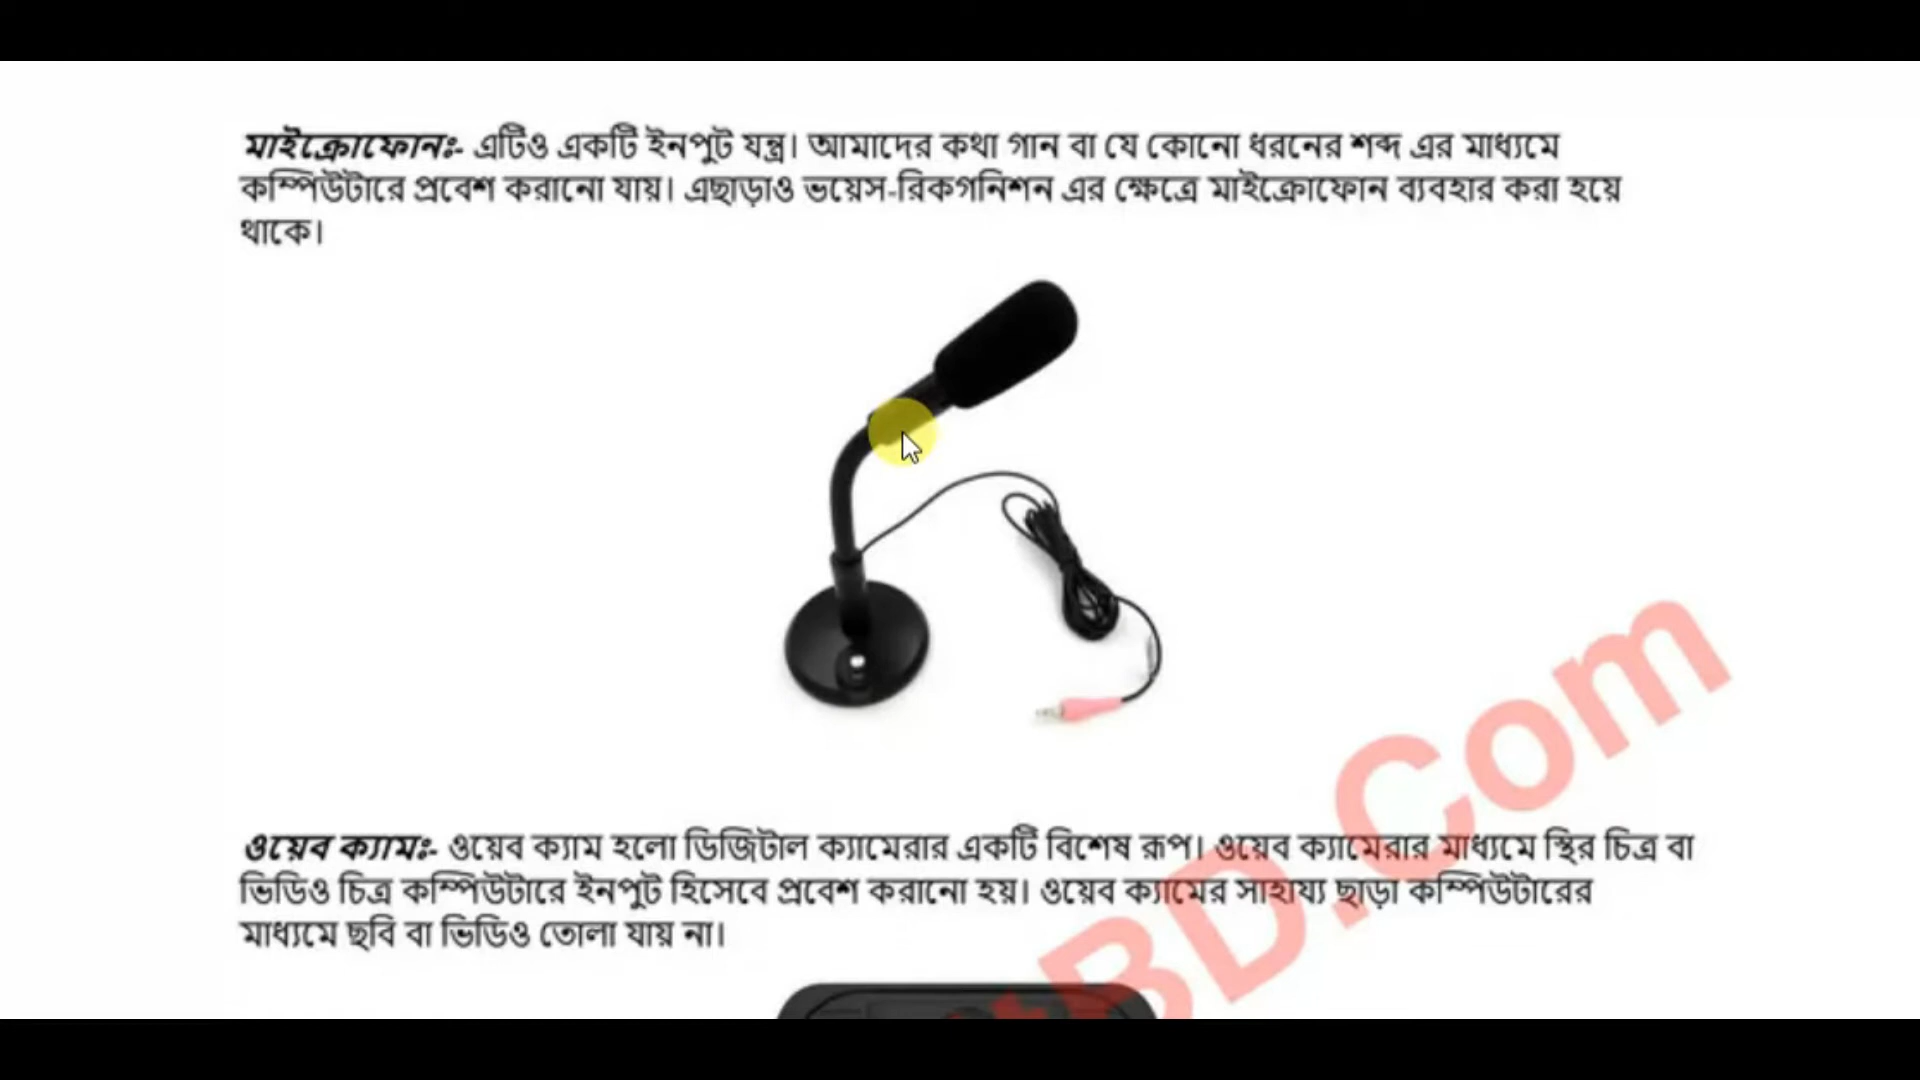 মাইক্রোফোনঃ- এটিও একটি ইনপুট যন্ত্র। আমাদের কথা গান বা যে কোনো ধরনের শব্দ এর মাধ্যমে
কম্পিউটারে প্রবেশ করানো যায়। এছাড়াও ভয়েস-রিকগনিশন এর ক্ষেত্রে মাইক্রোফোন ব্যবহার করা হয়ে
থাকে।
ওয়েব ক্যামঃ- ওয়েব ক্যাম হলো ডিজিটাল ক্যামেরার একটি বিশেষ রূপ। ওয়েব ক্যামেরার মাধ্যমে স্থির চিত্র বা
ভিডিও চিত্র কম্পিউটারে ইনপুট হিসেবে প্রবেশ করানো হয়। ওয়েব ক্যামের সাহায্য ছাড়া কম্পিউটারের
মাধ্যমে ছবি বা ভিডিও তোলা যায় না।
BD.Com